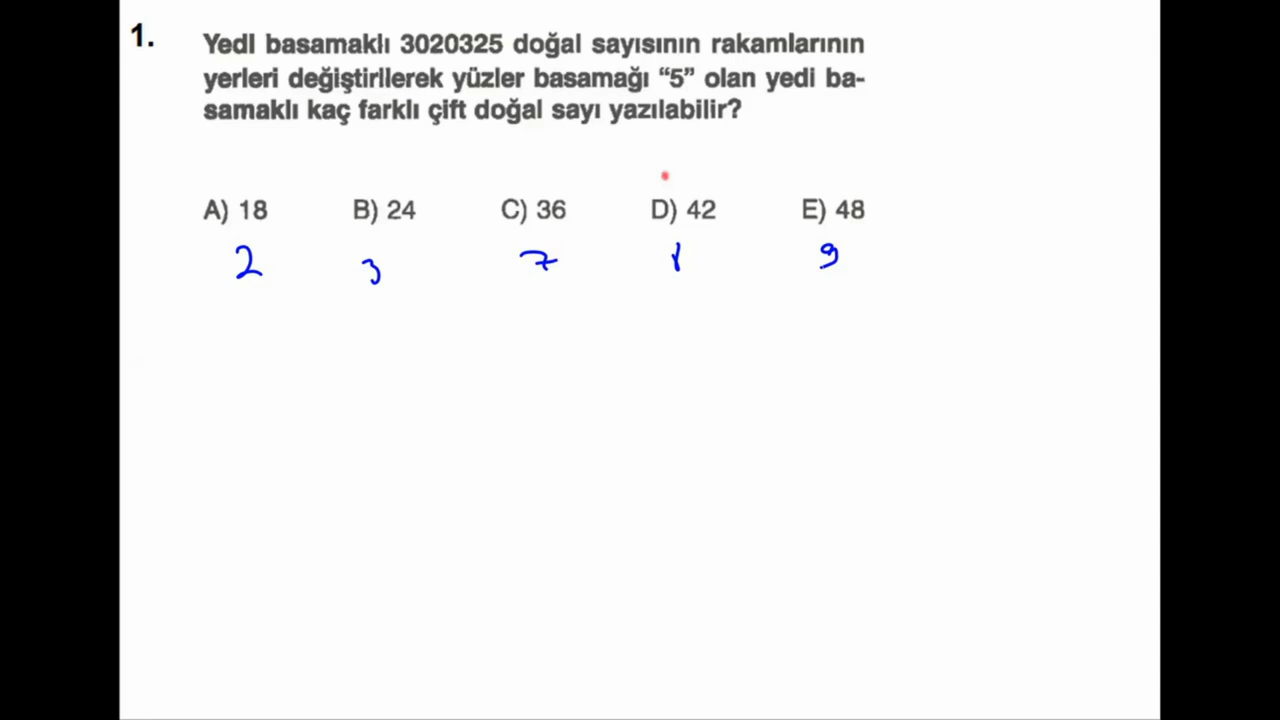 1.
Yedi basamaklı 3020325 doğal sayısının rakamlarının
yerleri değiştirilerek yüzler basamağı “5” olan yedi ba-
samaklı kaç farklı çift doğal sayı yazılabilir?
A) 18 B) 24 C) 36 D) 42 E) 48
2 3 7 1 9